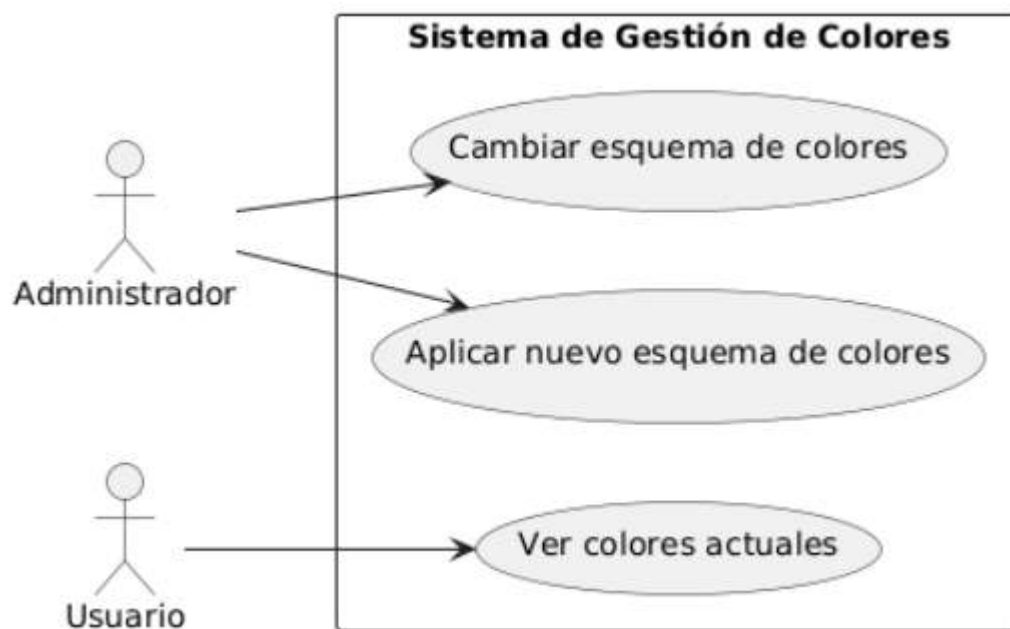 Sistema de Gestión de Colores
Cambiar esquema de colores
Administrador
Aplicar nuevo esquema de colores
Ver colores actuales
Usuario